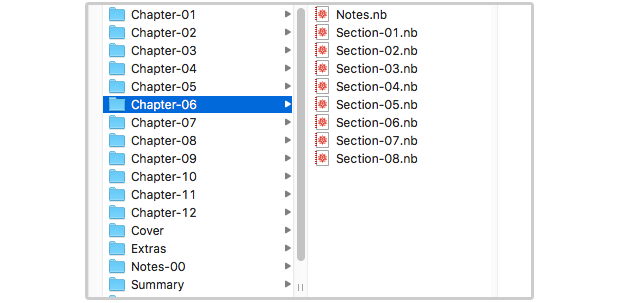 Chapter-01
Chapter-02
Chapter-03
Chapter-04
Chapter-05
Chapter-06
Chapter-07
Chapter-08
Chapter-09
Chapter-10
Chapter-11
Chapter-12
Cover
Extras
Notes-00
Summary
Notes.nb
Section-01.nb
Section-02.nb
Section-03.nb
Section-04.nb
Section-05.nb
Section-06.nb
Section-07.nb
Section-08.nb